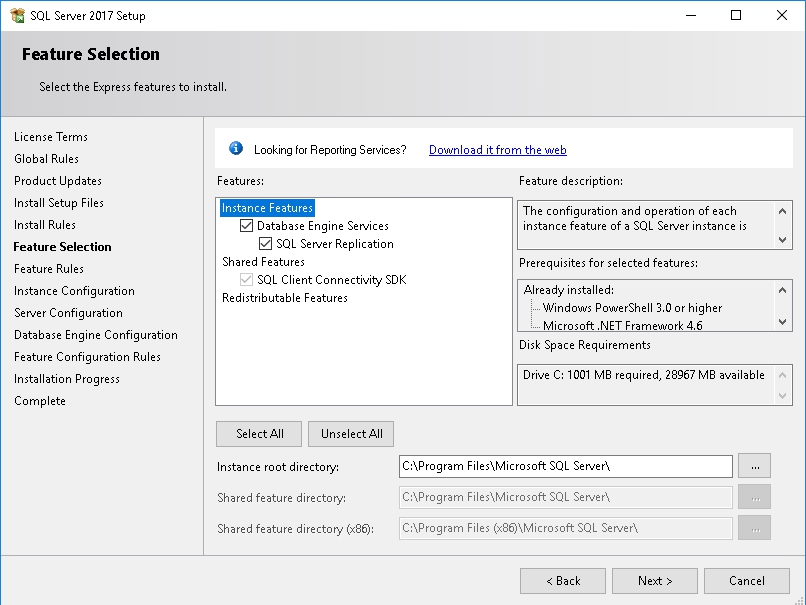 SQL Server 2017 Setup
Feature Selection
Select the Express features to install.
License Terms
Global Rules
Product Updates
Install Setup Files
Install Rules
Feature Selection
Feature Rules
Instance Configuration
Server Configuration
Database Engine Configuration
Feature Configuration Rules
Installation Progress
Complete
Looking for Reporting Services? Download it from the web
Features:
Instance Features
Database Engine Services
SQL Server Replication
Shared Features
SQL Client Connectivity SDK
Redistributable Features
Feature description:
The configuration and operation of each
instance feature of a SQL Server instance is
Prerequisites for selected features:
Already installed:
Windows PowerShell 3.0 or higher
Microsoft .NET Framework 4.6
Disk Space Requirements
Drive C: 1001 MB required, 28967 MB available
Select All
Unselect All
Instance root directory: C:\Program Files\Microsoft SQL Server\ ...
Shared feature directory: C:\Program Files\Microsoft SQL Server\ ...
Shared feature directory (x86): C:\Program Files (x86)\Microsoft SQL Server\ ...
< Back
Next >
Cancel